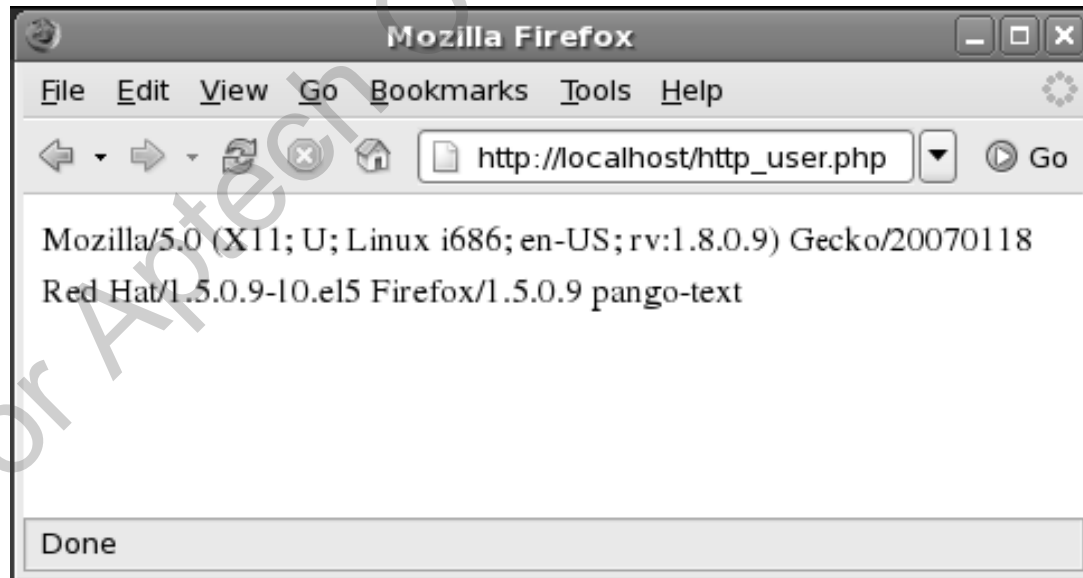 Mozilla Firefox
File Edit View Go Bookmarks Tools Help
http://localhost/http_user.php Go
Mozilla/5.0 (X11; U; Linux i686; en-US; rv:1.8.0.9) Gecko/20070118
Red Hat/1.5.0.9-10.el5 Firefox/1.5.0.9 pango-text
Done
or Aptech